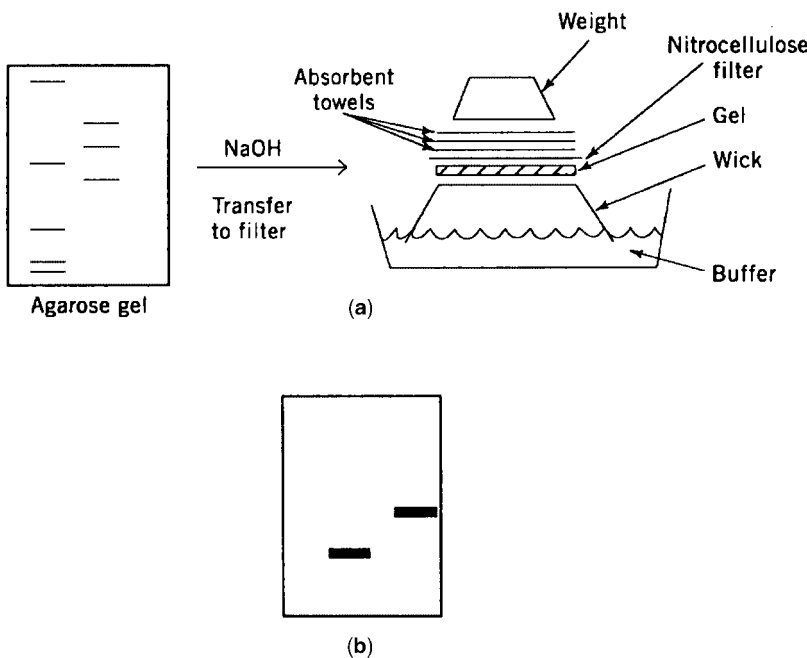 Weight
Nitrocellulose
filter
Absorbent
towels
Gel
NaOH
Wick
Transfer
to filter
Buffer
Agarose gel
(a)
(b)